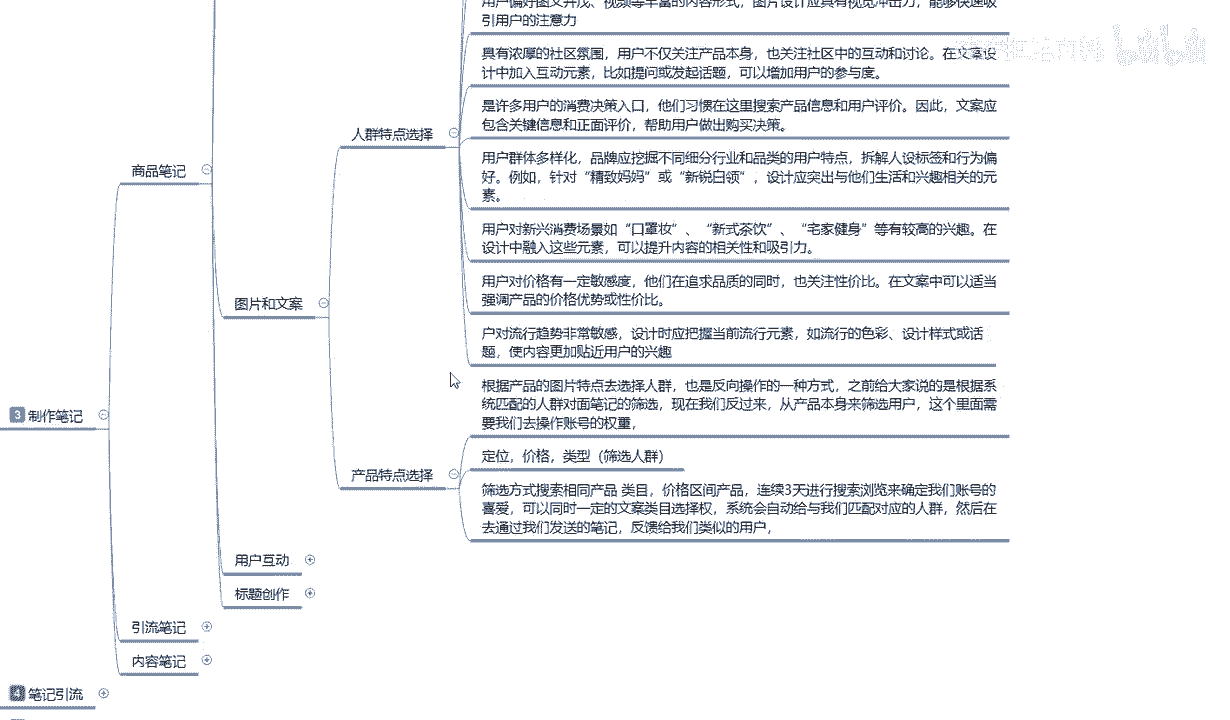 用户偏好图文并茂、视频等丰富的内容形式，图片设计应具有视觉冲击力，能够快速吸
引用户的注意力
具有浓厚的社区氛围，用户不仅关注产品本身，也关注社区中的互动和讨论。在文案设
计中加入互动元素，比如提问或发起话题，可以增加用户的参与度。
是许多用户的消费决策入口，他们习惯在这里搜索产品信息和用户评价。因此，文案应
包含关键信息和正面评价，帮助用户做出购买决策。
人群特点选择
用户群体多样化，品牌应挖掘不同细分行业和品类的用户特点，拆解人设标签和行为偏
好。例如，针对“精致妈妈”或“新锐白领”，设计应突出与他们生活和兴趣相关的元
素。
商品笔记
用户对新兴消费场景如“口罩妆”、“新式茶饮”、“宅家健身”等有较高的兴趣。在
设计中融入这些元素，可以提升内容的相关性和吸引力。
用户对价格有一定敏感度，他们在追求品质的同时，也关注性价比。在文案中可以适当
强调产品的价格优势或性价比。
图片和文案
户对流行趋势非常敏感，设计时应把握当前流行元素，如流行的色彩、设计样式或话
题，使内容更加贴近用户的兴趣
根据产品的图片特点去选择人群，也是反向操作的一种方式，之前给大家说的是根据系
统匹配的人群对面笔记的筛选，现在我们反过来，从产品本身来筛选用户，这个里面需
要我们去操作账号的权重，
3 制作笔记
定位，价格，类型（筛选人群）
产品特点选择
筛选方式搜索相同产品 类目，价格区间产品，连续3天进行搜索浏览来确定我们账号的
喜爱，可以同时一定的文案类目选择权，系统会自动给与我们匹配对应的人群，然后在
去通过我们发送的笔记，反馈给我们类似的用户，
用户互动
标题创作
引流笔记
内容笔记
4 笔记引流
bilibili